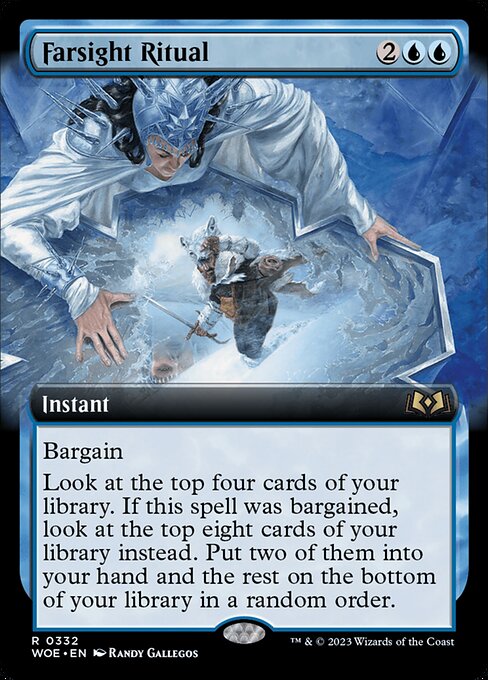 Farsight Ritual 2
Instant
Bargain
Look at the top four cards of your
library. If this spell was bargained,
look at the top eight cards of your
library instead. Put two of them into
your hand and the rest on the bottom
of your library in a random order.
R 0332
WOE • EN Randy Gallegos
™ & © 2023 Wizards of the Coast